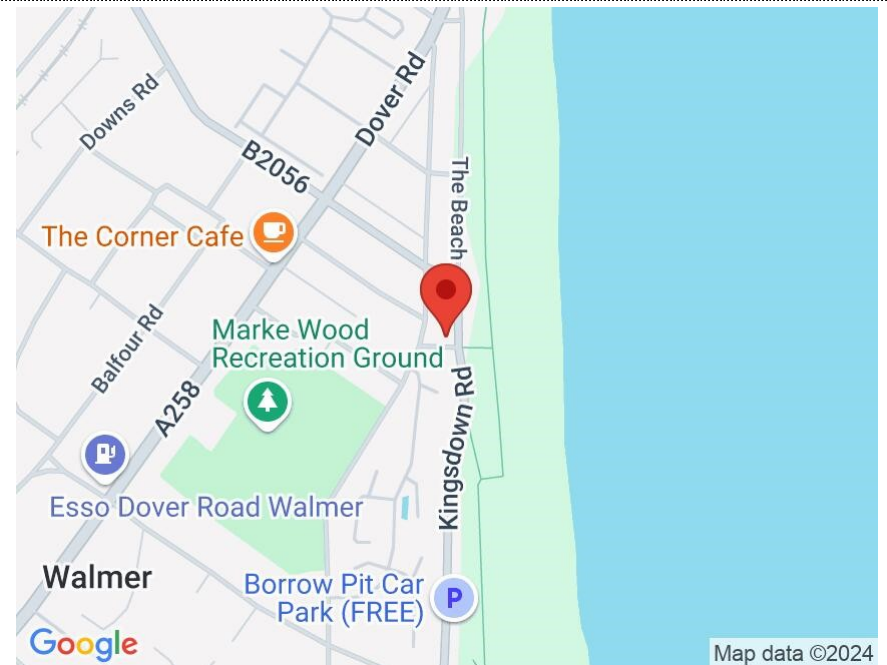 Downs Rd
Dover Rd
B2056
The Beach
The Corner Cafe
Balfour Rd
Marke Wood
Recreation Ground
A258
Kingsdown Rd
Esso Dover Road Walmer
Walmer
Borrow Pit Car
Park (FREE)
P
Google
Map data ©2024